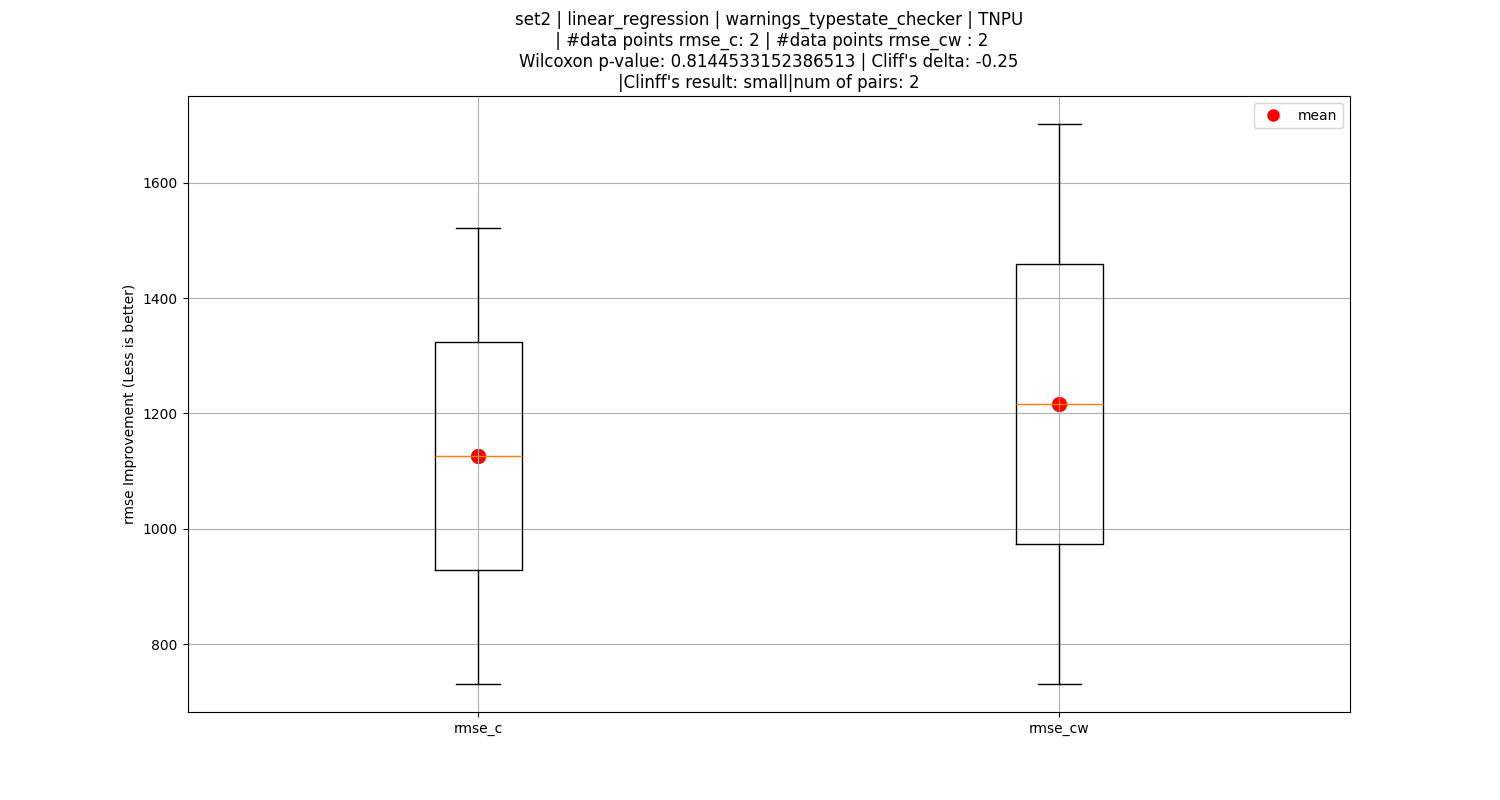 set2 | linear_regression | warnings_typestate_checker | TNPU
| #data points rmse_c: 2 | #data points rmse_cw : 2
Wilcoxon p-value: 0.8144533152386513 | Cliff's delta: -0.25
|Clinff's result: small|num of pairs: 2
mean
1600
1400
1200
1000
800
rmse Improvement (Less is better)
rmse_c
rmse_cw